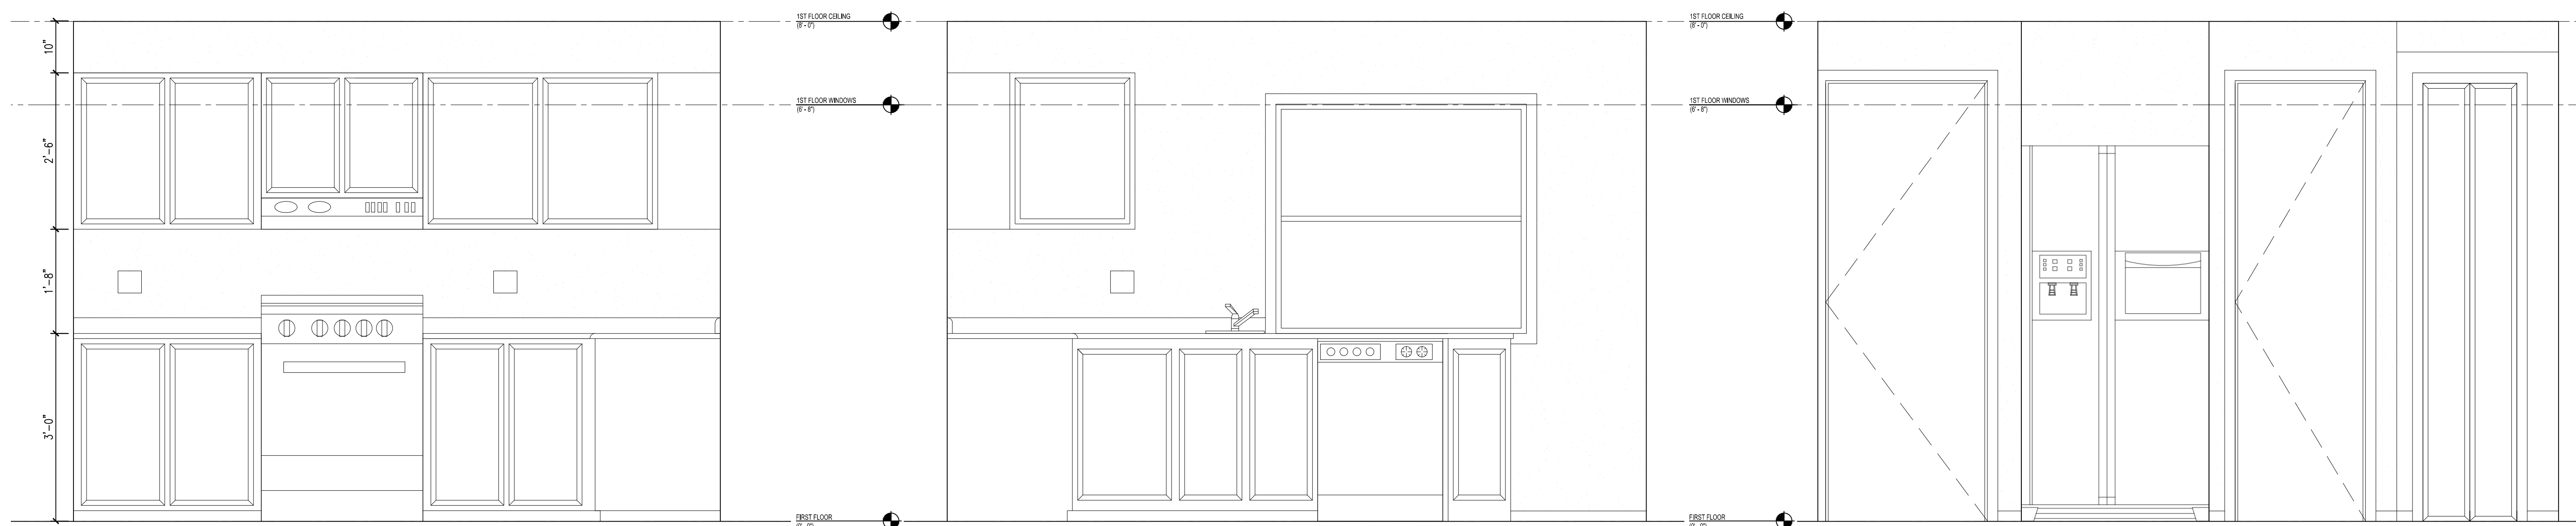 1ST FLOOR CEILING
(8' - 0")
1ST FLOOR CEILING
(8' - 0")
10"
1ST FLOOR WINDOWS
(6' - 8")
1ST FLOOR WINDOWS
(6' - 8")
2'-6"
1'-8"
3'-0"
FIRST FLOOR
FIRST FLOOR